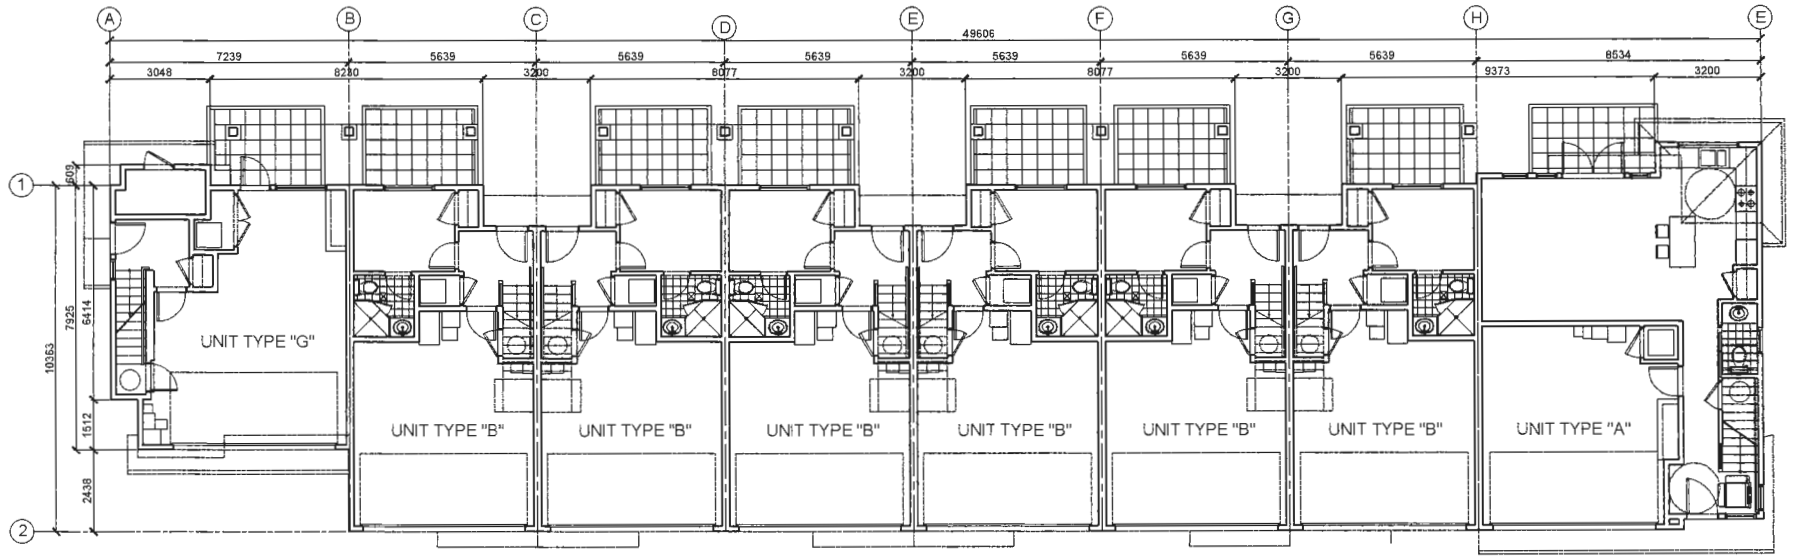 A B C D E F G H E
49606
7239 5639 5639 5639 5639 5639 5639 8534
3048 8230 3200 8077 3200 8077 3200 9373 3200
609
1
7925
6414
10363
UNIT TYPE "G"
1512
UNIT TYPE "B" UNIT TYPE "B" UNIT TYPE "B" UNIT TYPE "B" UNIT TYPE "B" UNIT TYPE "B" UNIT TYPE "A"
2438
2